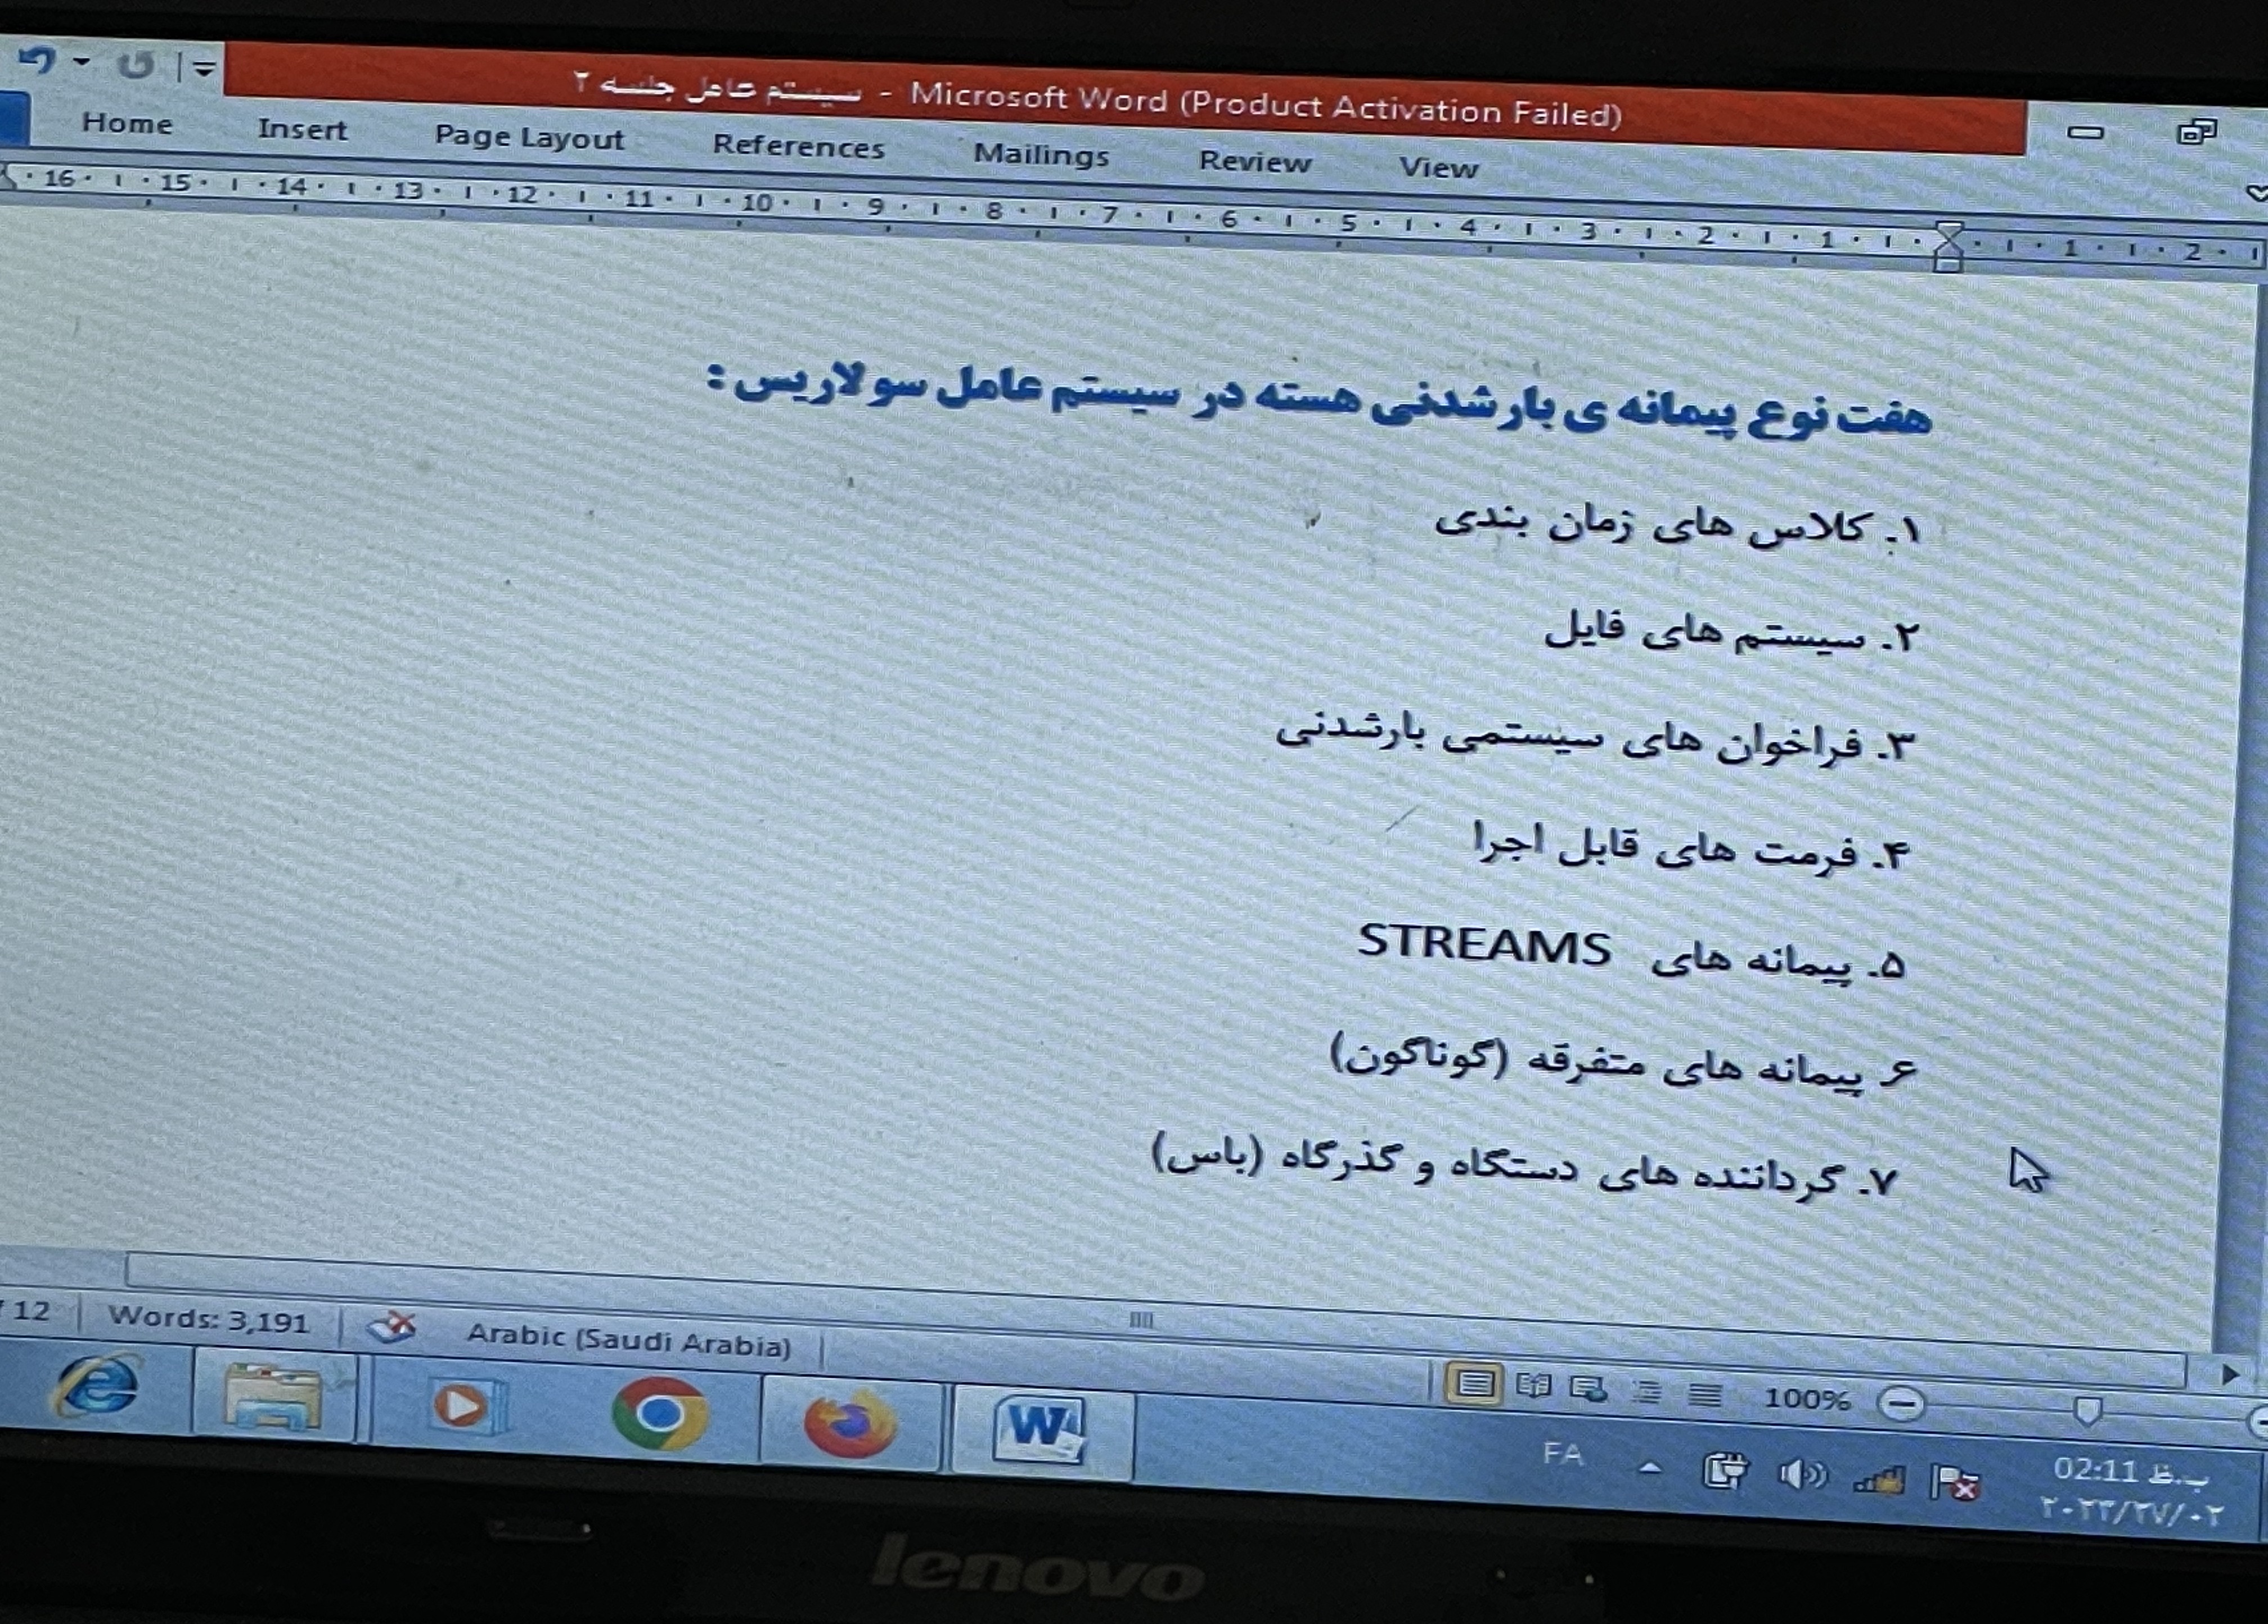 سیستم عامل جلسه ۲ - Microsoft Word (Product Activation Failed)
Home Insert Page Layout References Mailings Review View
16 15 14 13 12 11 10 9 8 7 6 5 4 3 2 1 1 2
هفت نوع پیمانه ی بارشدنی هسته در سیستم عامل سولاریس :
۱. کلاس های زمان بندی
۲. سیستم های فایل
۳. فراخوان های سیستمی بارشدنی
۴. فرمت های قابل اجرا
۵. پیمانه های STREAMS
۶ پیمانه های متفرقه (گوناگون)
۷. گرداننده های دستگاه و گذرگاه (باس)
12 Words: 3,191 Arabic (Saudi Arabia)
100%
FA
02:11 ب.ظ
۲۰۲۳/۲۷/۰۲
lenovo